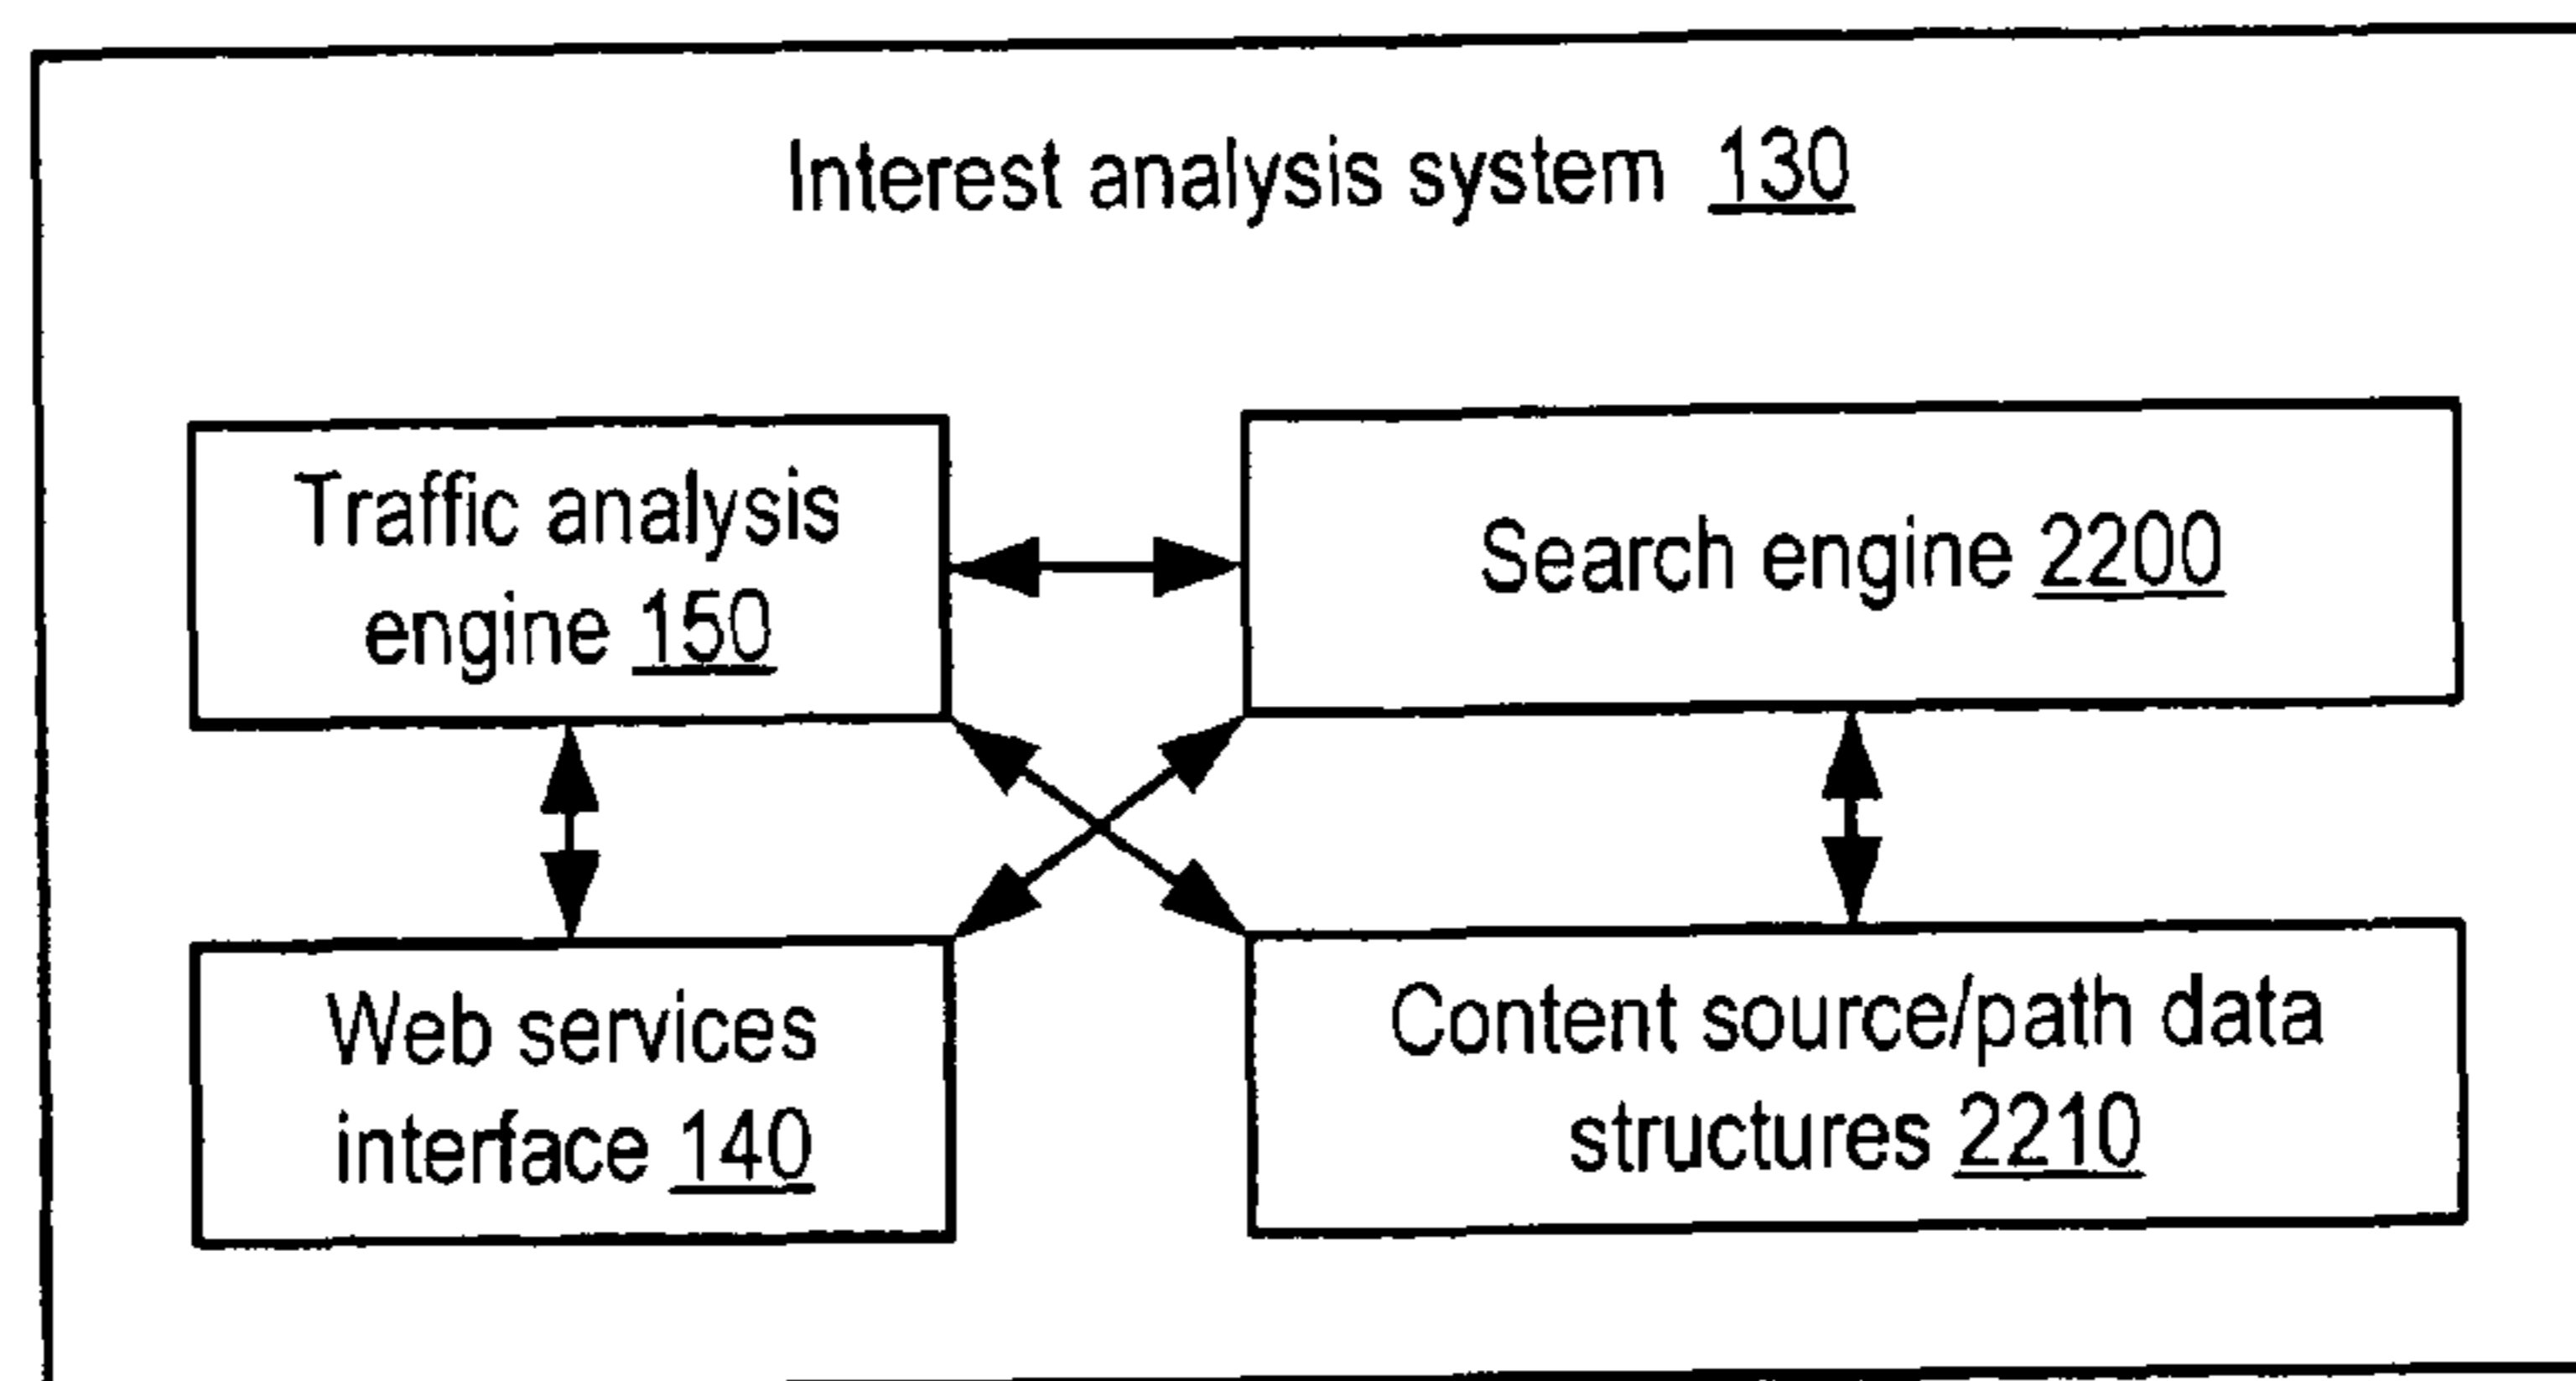 Interest analysis system 130
Traffic analysis
engine 150
Search engine 2200
Web services
interface 140
Content source/path data
structures 2210